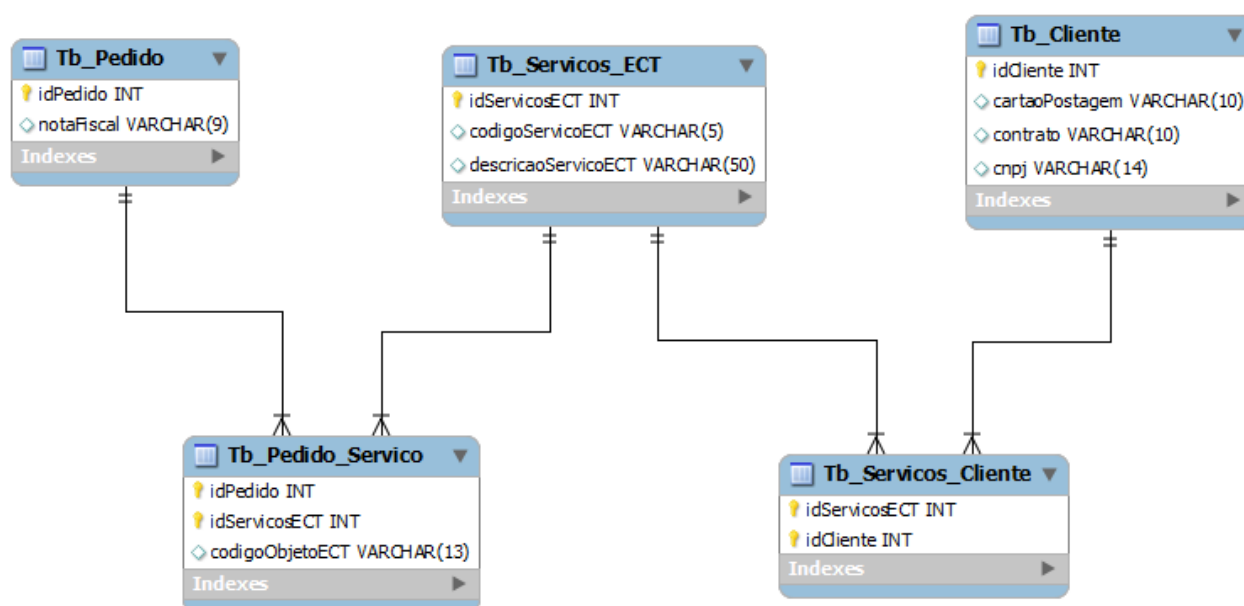 Tb_Pedido
idPedido INT
notaFiscal VARCHAR(9)
Indexes
Tb_Servicos_ECT
idServicosECT INT
codigoServicoECT VARCHAR(5)
descricaoServicoECT VARCHAR(50)
Indexes
Tb_Cliente
idCliente INT
cartaoPostagem VARCHAR(10)
contrato VARCHAR(10)
cnpj VARCHAR(14)
Indexes
Tb_Pedido_Servico
idPedido INT
idServicosECT INT
codigoObjetoECT VARCHAR(13)
Indexes
Tb_Servicos_Cliente
idServicosECT INT
idCliente INT
Indexes